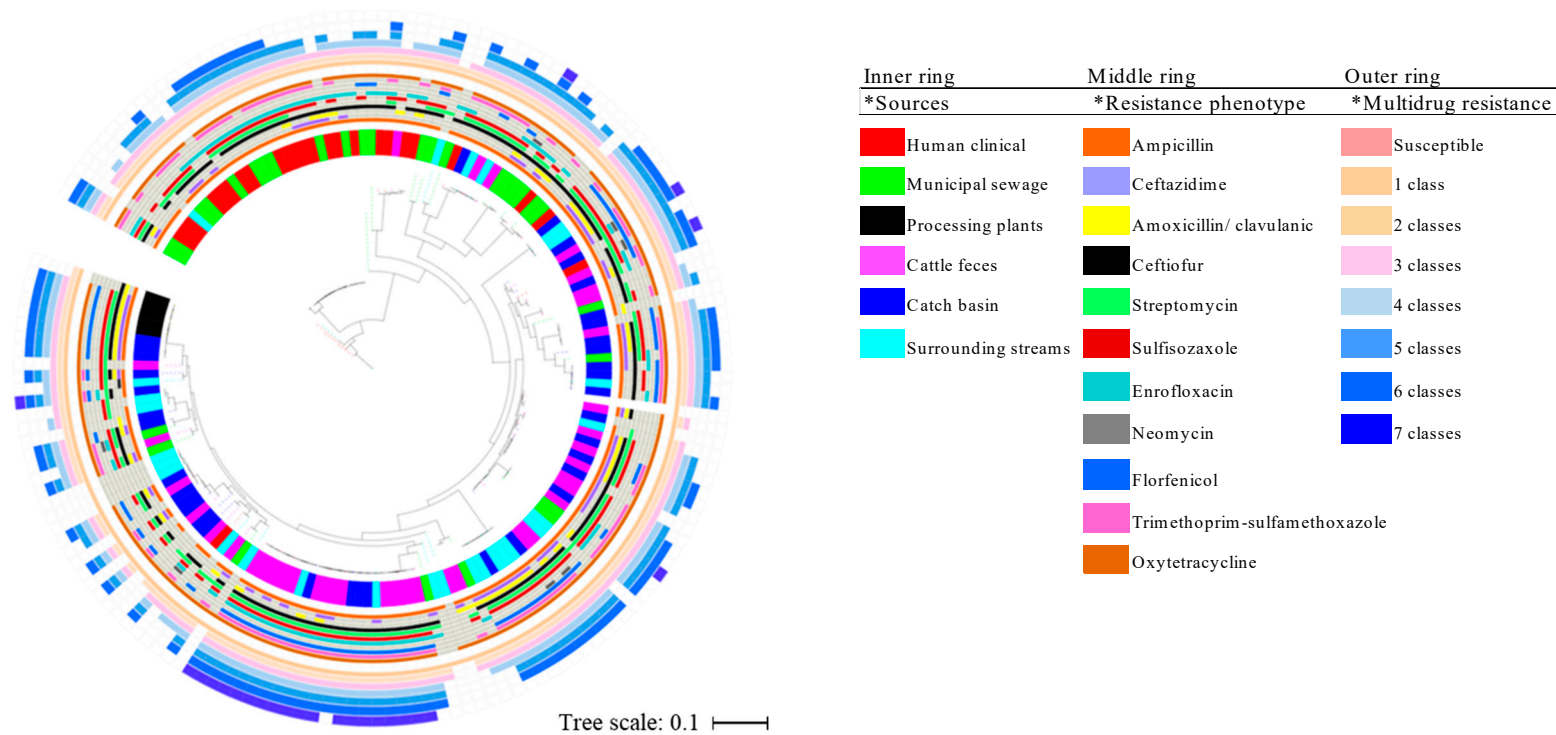 Inner ring Middle ring Outer ring
*Sources *Resistance phenotype *Multidrug resistance
Human clinical Ampicillin Susceptible
Municipal sewage Ceftazidime 1 class
Processing plants Amoxicillin/ clavulanic 2 classes
Cattle feces Ceftiofur 3 classes
Catch basin Streptomycin 4 classes
Surrounding streams Sulfisozaxole 5 classes
Enrofloxacin 6 classes
Neomycin 7 classes
Florfenicol
Trimethoprim-sulfamethoxazole
Oxytetracycline
Tree scale: 0.1